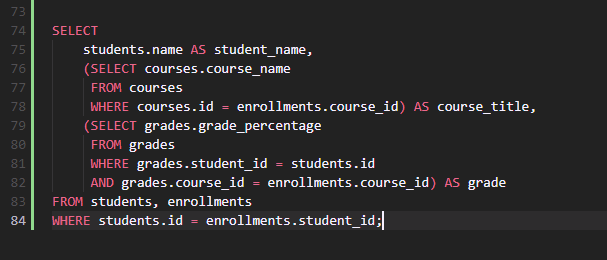 73
74 SELECT
75     students.name AS student_name,
76     (SELECT courses.course_name
77      FROM courses
78      WHERE courses.id = enrollments.course_id) AS course_title,
79     (SELECT grades.grade_percentage
80      FROM grades
81      WHERE grades.student_id = students.id
82      AND grades.course_id = enrollments.course_id) AS grade
83 FROM students, enrollments
84 WHERE students.id = enrollments.student_id;